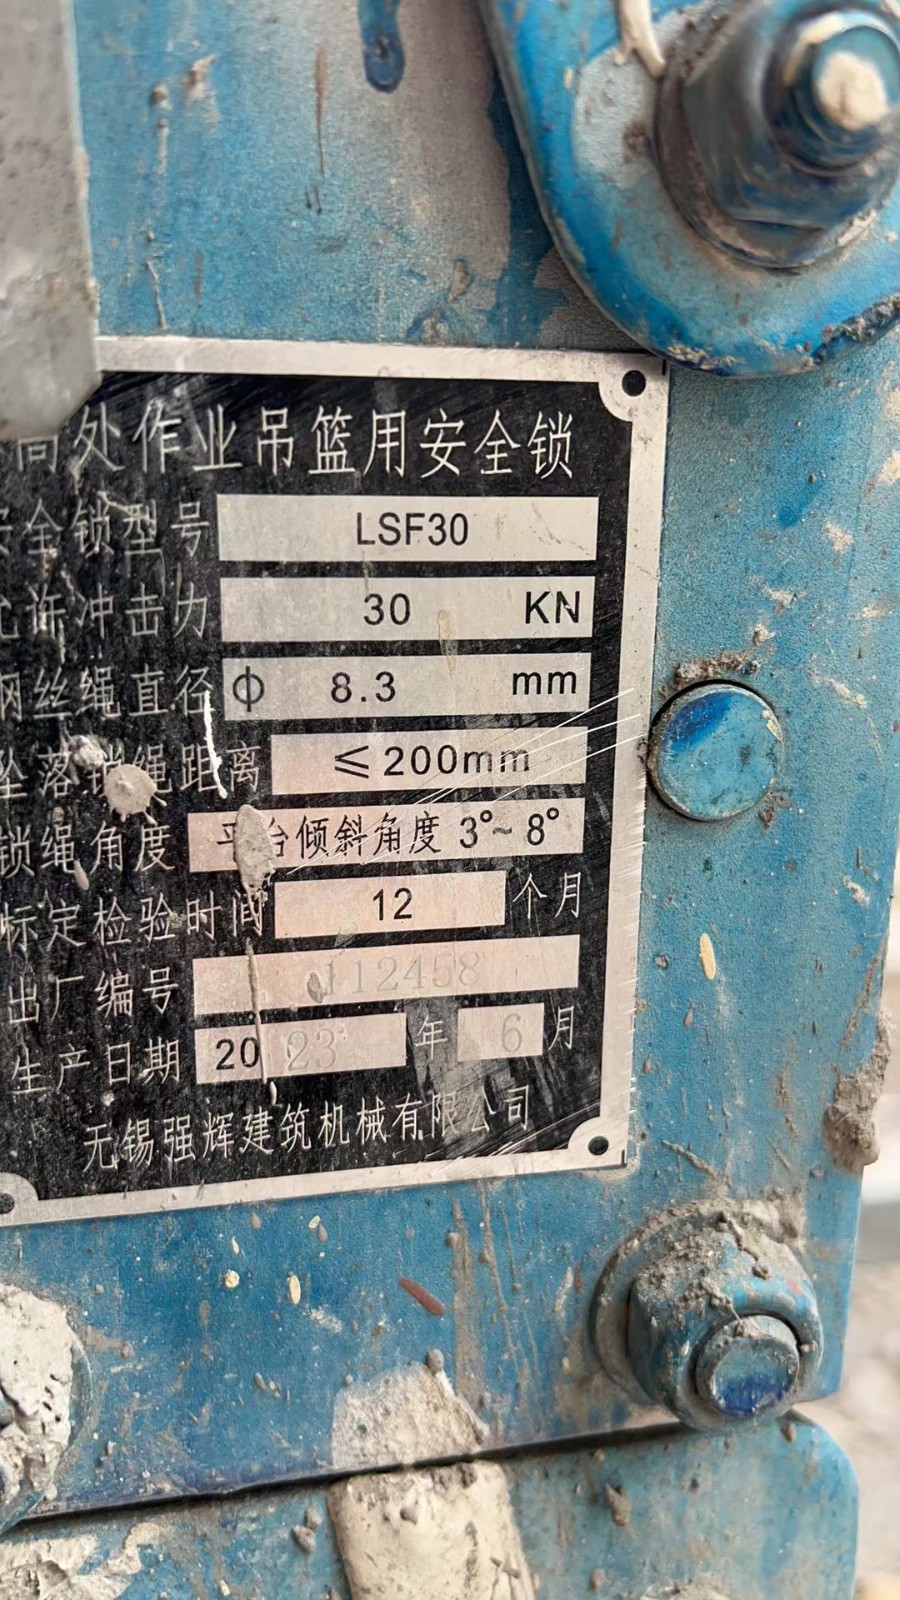 高处作业吊篮用安全锁
安全锁型号 LSF30
允许冲击力 30 KN
钢丝绳直径 ф 8.3 mm
坠落锁绳距离 ≤200mm
锁绳角度 平台倾斜角度 3°~8°
标定检验时间 12 个月
出厂编号 112458
生产日期 2023 年 6 月
无锡强辉建筑机械有限公司